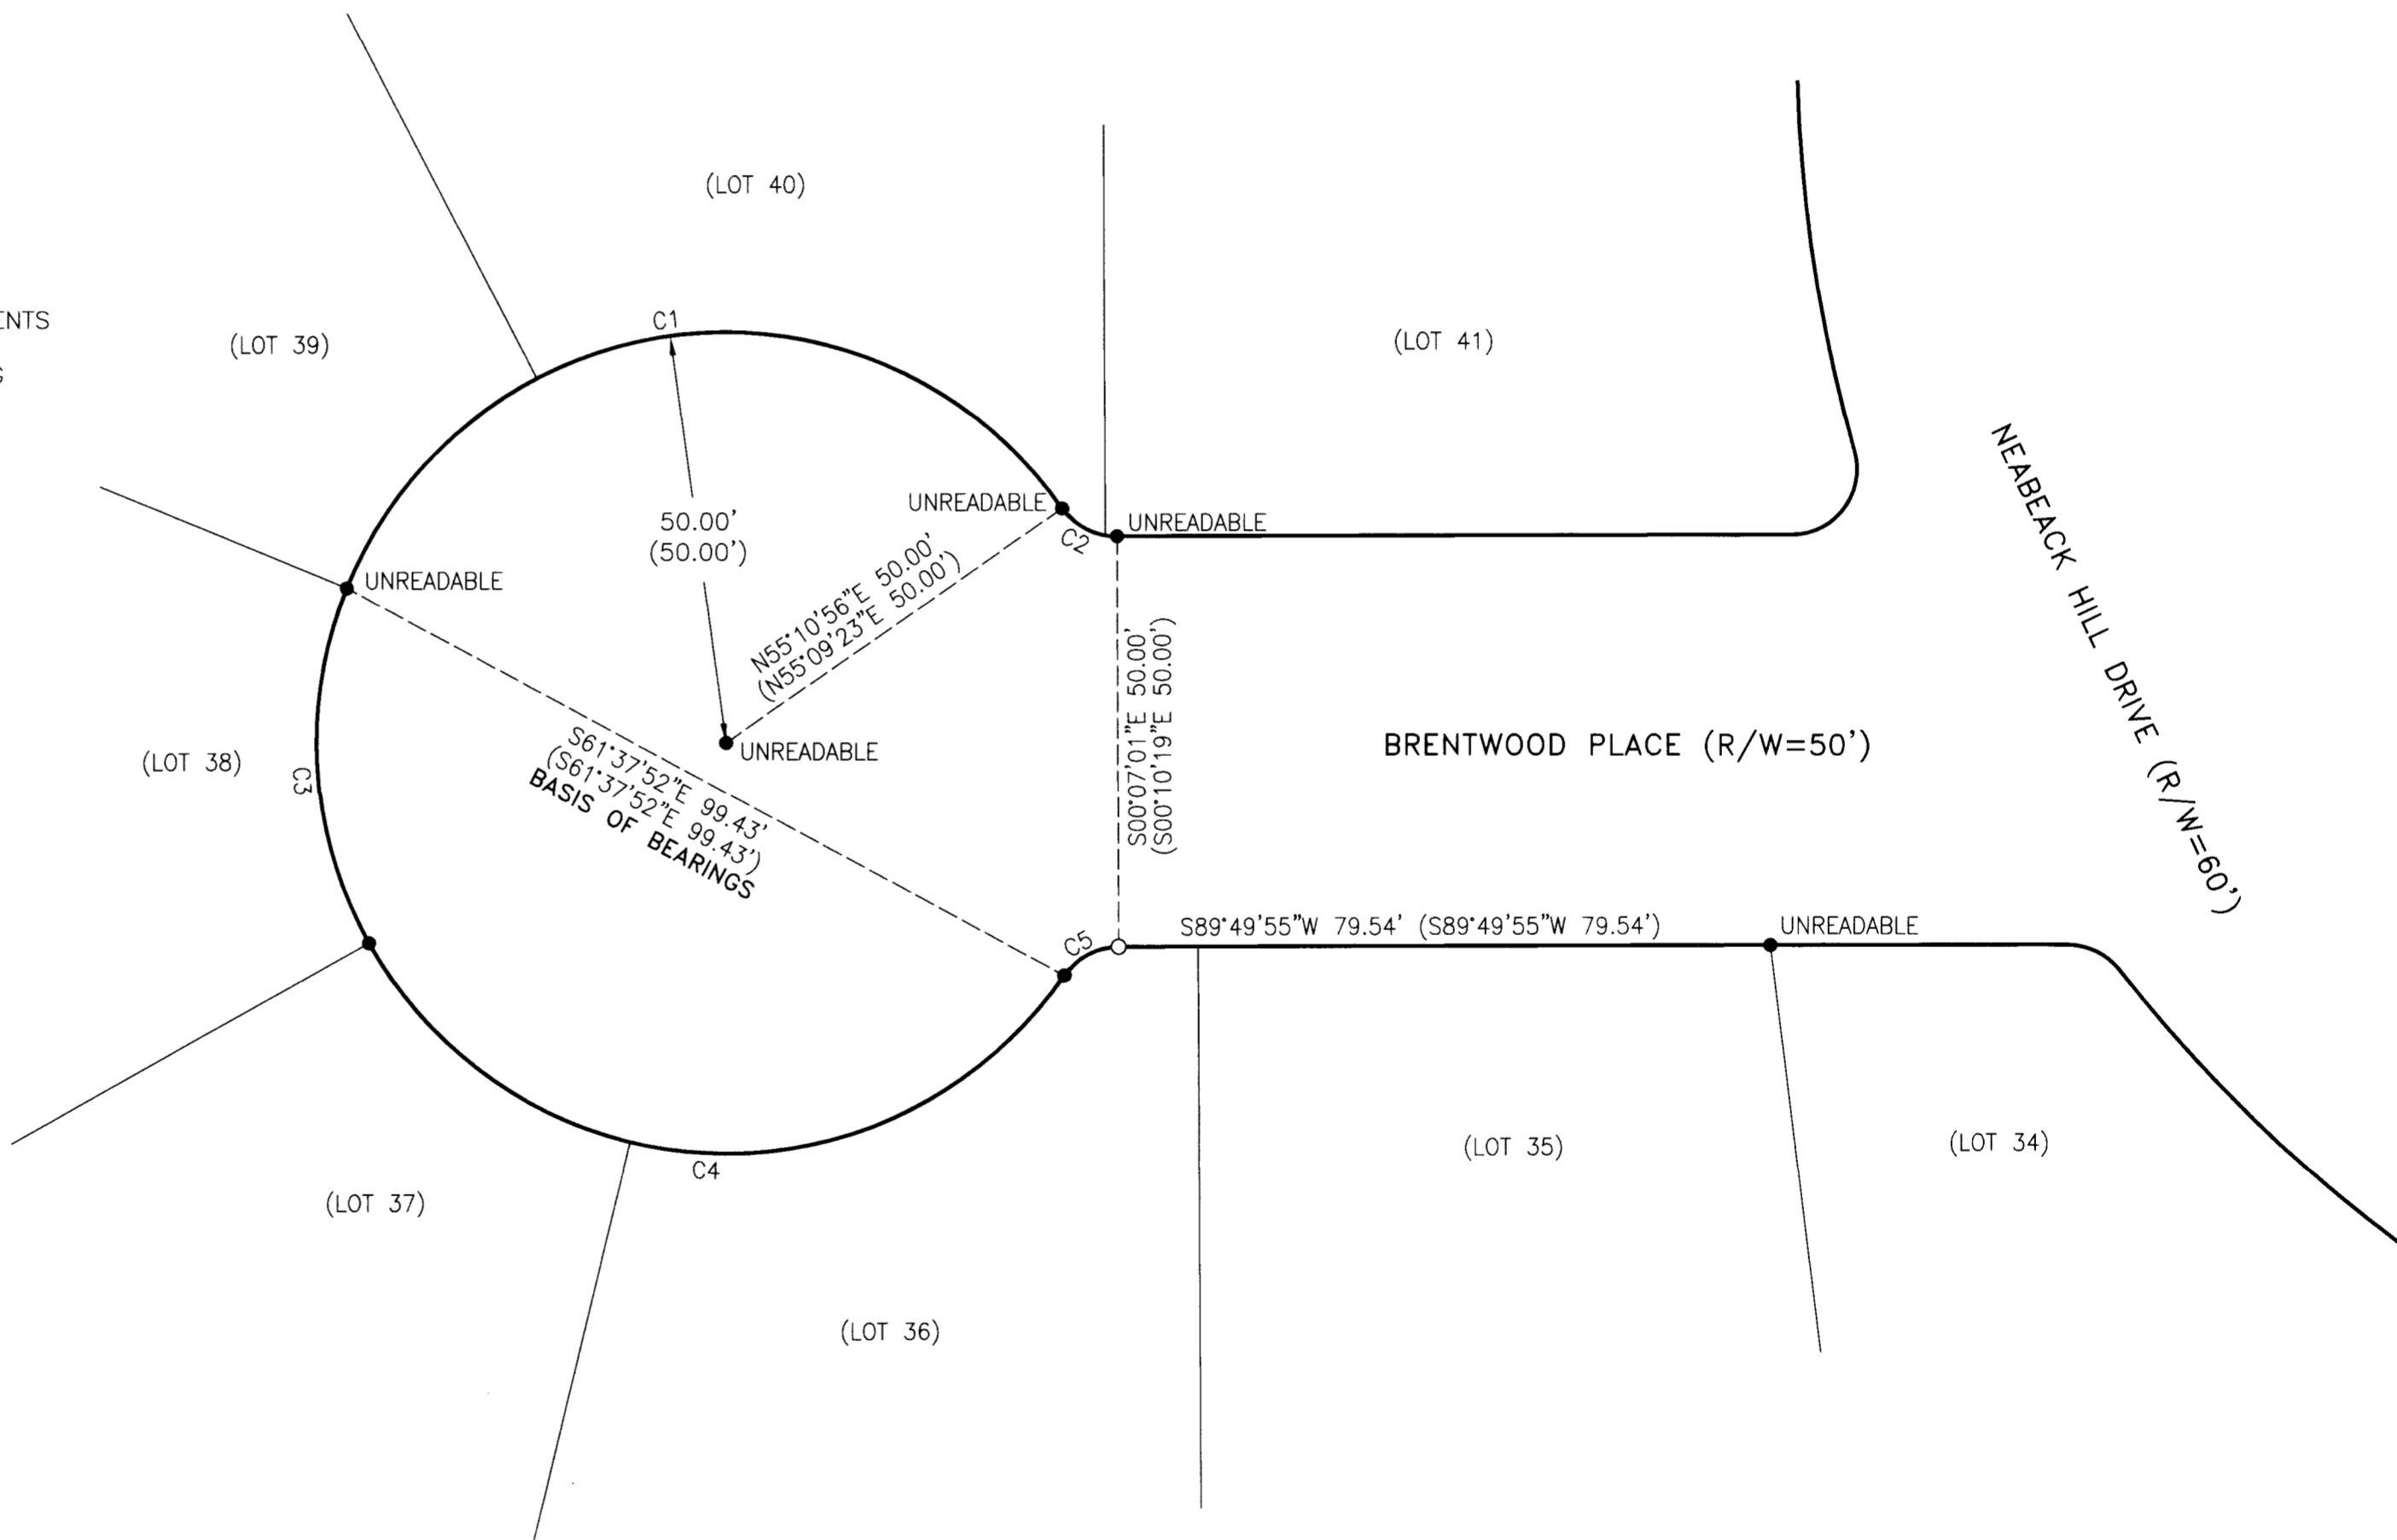 (LOT 40)
ENTS
(LOT 39)
C1
(LOT 41)
UNREADABLE
UNREADABLE
C2
50.00'
(50.00')
N55°10'56"E 50.00'
(N55°09'23"E 50.00')
UNREADABLE
UNREADABLE
S00°07'01"E 50.00'
(S00°10'19"E 50.00')
BRENTWOOD PLACE (R/W=50')
NEABEACK HILL DRIVE (R/W=60')
(LOT 38)
C3
S61°37'52"E 99.43'
(S61°37'52"E 99.43')
BASIS OF BEARINGS
C5
S89°49'55"W 79.54' (S89°49'55"W 79.54')
UNREADABLE
C4
(LOT 37)
(LOT 36)
(LOT 35)
(LOT 34)